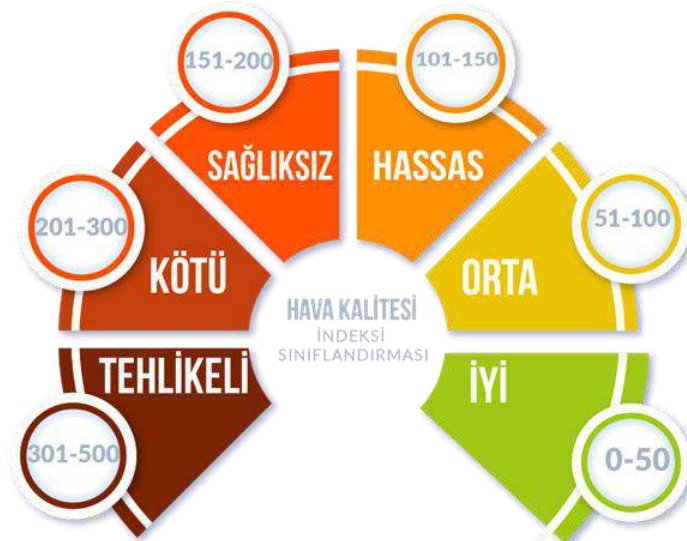 151-200
101-150
SAĞLIKSIZ
HASSAS
201-300
51-100
KÖTÜ
ORTA
HAVA KALİTESİ
İNDEKSİ
SINIFLANDIRMASI
TEHLİKELİ
İYİ
301-500
0-50